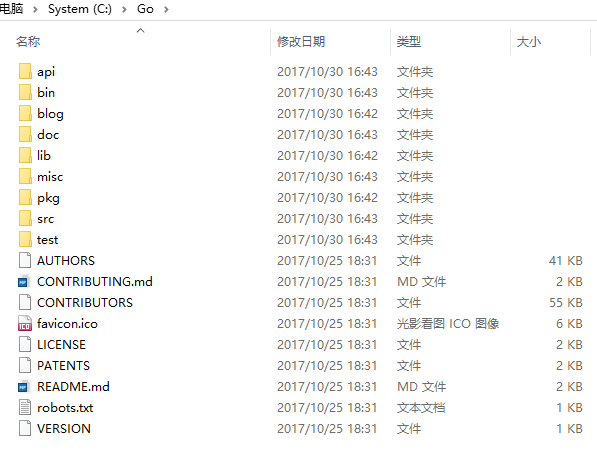 电脑 > System (C:) > Go >
名称 修改日期 类型 大小
api 2017/10/30 16:43 文件夹
bin 2017/10/30 16:43 文件夹
blog 2017/10/30 16:42 文件夹
doc 2017/10/30 16:43 文件夹
lib 2017/10/30 16:42 文件夹
misc 2017/10/30 16:43 文件夹
pkg 2017/10/30 16:42 文件夹
src 2017/10/30 16:43 文件夹
test 2017/10/30 16:43 文件夹
AUTHORS 2017/10/25 18:31 文件 41 KB
CONTRIBUTING.md 2017/10/25 18:31 MD 文件 2 KB
CONTRIBUTORS 2017/10/25 18:31 文件 55 KB
favicon.ico 2017/10/25 18:31 光影看图 ICO 图像 6 KB
LICENSE 2017/10/25 18:31 文件 2 KB
PATENTS 2017/10/25 18:31 文件 2 KB
README.md 2017/10/25 18:31 MD 文件 2 KB
robots.txt 2017/10/25 18:31 文本文档 1 KB
VERSION 2017/10/25 18:31 文件 1 KB